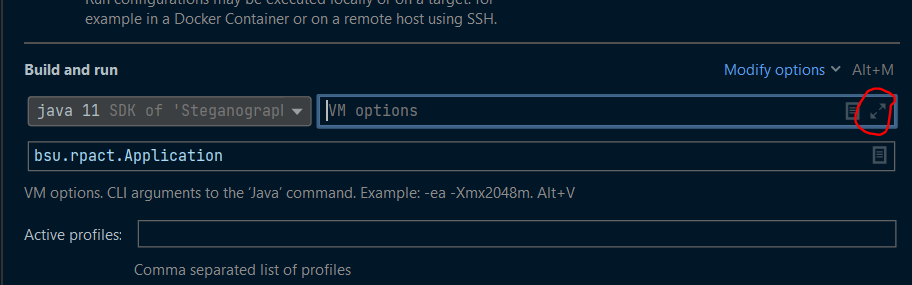 Run configurations may be executed locally or on a target: for
example in a Docker Container or on a remote host using SSH.
Build and run
Modify options Alt+M
java 11 SDK of 'Steganograph
VM options
bsu.rpact.Application
VM options. CLI arguments to the ‘Java’ command. Example: -ea -Xmx2048m. Alt+V
Active profiles:
Comma separated list of profiles